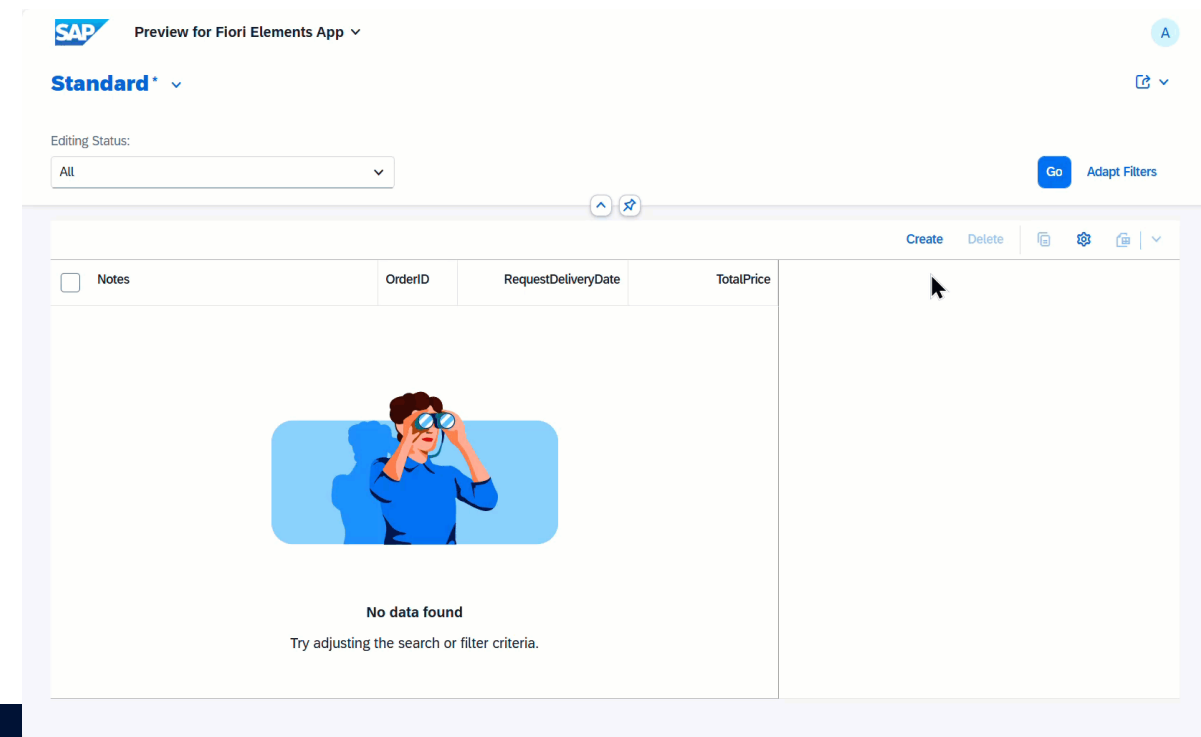 SAP
Preview for Fiori Elements App
A
Standard*
Editing Status:
All
Go
Adapt Filters
Create
Delete
Notes
OrderID
RequestDeliveryDate
TotalPrice
No data found
Try adjusting the search or filter criteria.